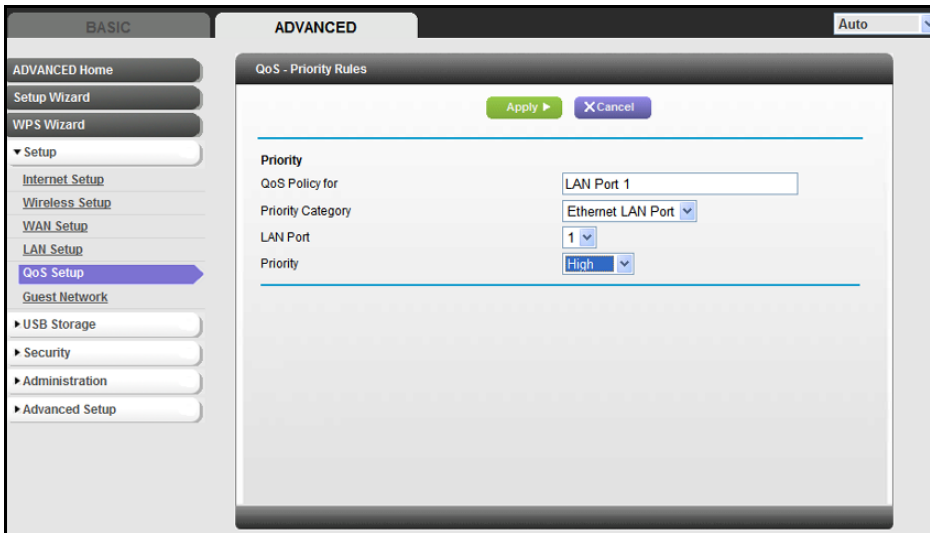 BASIC
ADVANCED
Auto
ADVANCED Home
Setup Wizard
WPS Wizard
Setup
Internet Setup
Wireless Setup
WAN Setup
LAN Setup
QoS Setup
Guest Network
USB Storage
Security
Administration
Advanced Setup
QoS - Priority Rules
Apply
Cancel
Priority
QoS Policy for LAN Port 1
Priority Category Ethernet LAN Port
LAN Port 1
Priority High